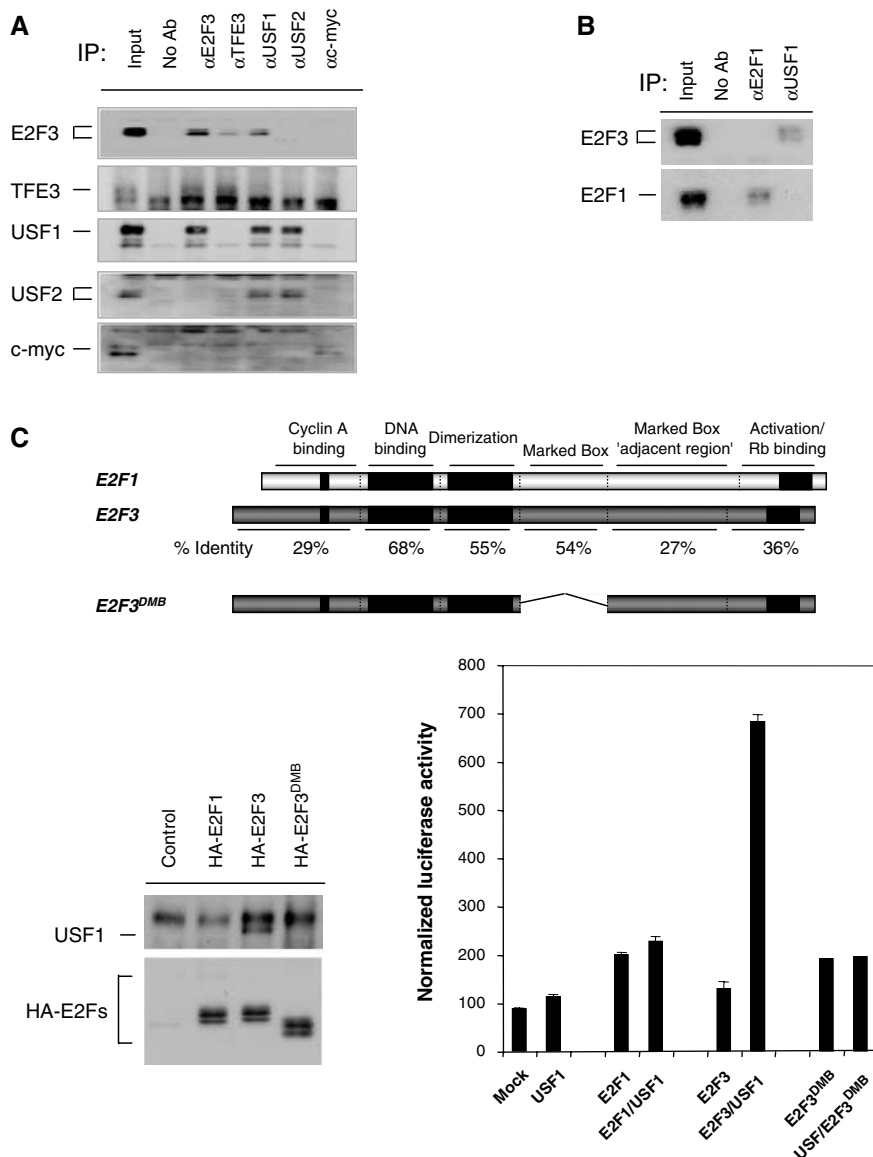 A
IP:
Input
No Ab
αE2F3
αTFE3
αUSF1
αUSF2
αc-myc
E2F3
TFE3
USF1
USF2
c-myc
B
IP:
Input
No Ab
αE2F1
αUSF1
E2F3
E2F1
C
Cyclin A binding
DNA binding
Dimerization
Marked Box
Marked Box 'adjacent region'
Activation/ Rb binding
E2F1
E2F3
% Identity 29% 68% 55% 54% 27% 36%
E2F3DMB
Control
HA-E2F1
HA-E2F3
HA-E2F3DMB
USF1
HA-E2Fs
Normalized luciferase activity
800
700
600
500
400
300
200
100
0
Mock
USF1
E2F1
E2F1/USF1
E2F3
E2F3/USF1
E2F3DMB
USF/E2F3DMB